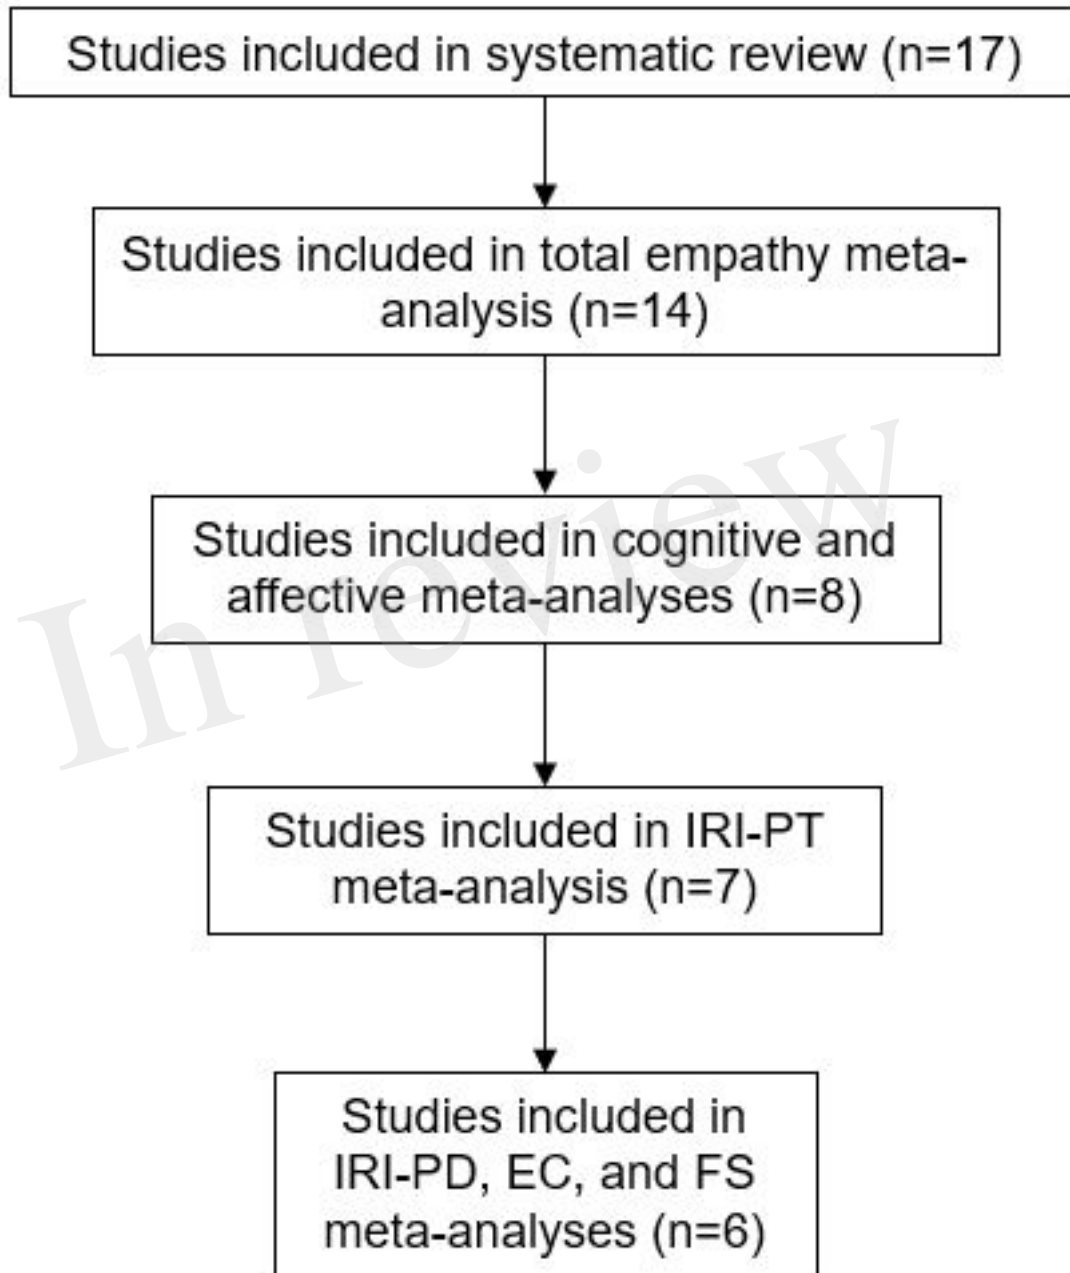 Studies included in systematic review (n=17)
Studies included in total empathy meta-
analysis (n=14)
In review
Studies included in cognitive and
affective meta-analyses (n=8)
Studies included in IRI-PT
meta-analysis (n=7)
Studies included in
IRI-PD, EC, and FS
meta-analyses (n=6)